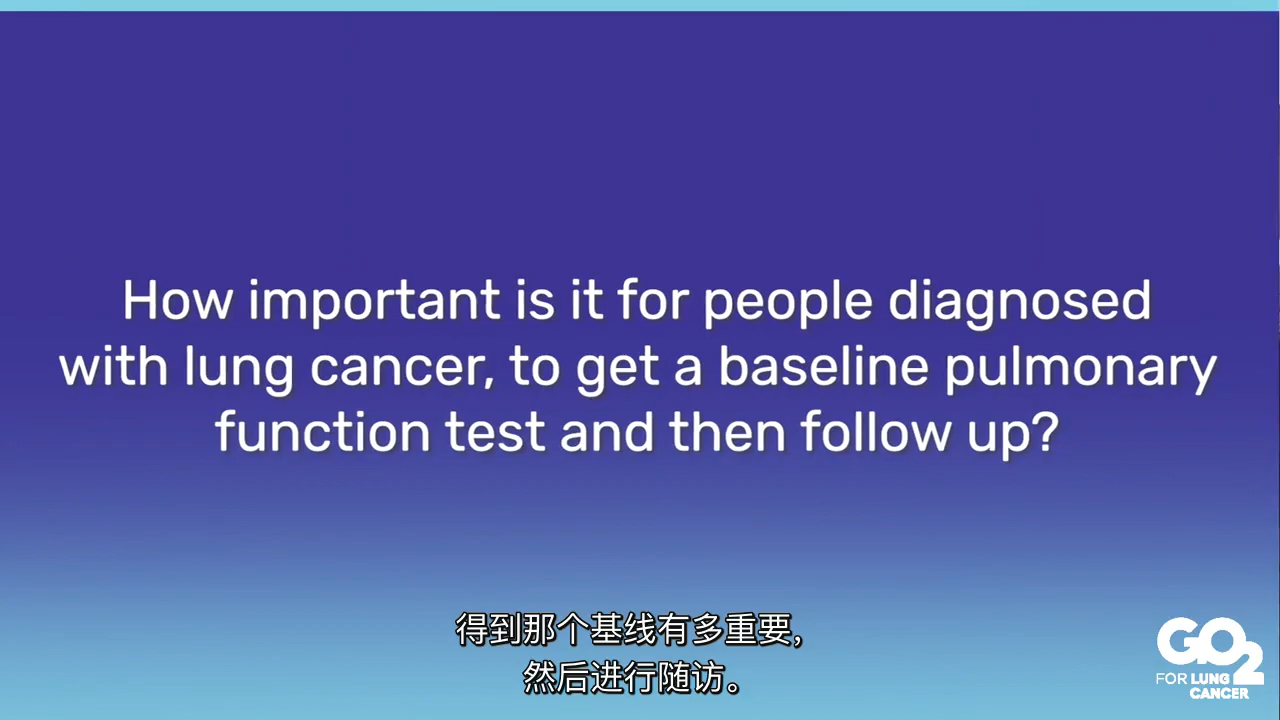 How important is it for people diagnosed
with lung cancer, to get a baseline pulmonary
function test and then follow up?
得到那个基线有多重要,
然后进行随访。
GO2
FOR LUNG
CANCER